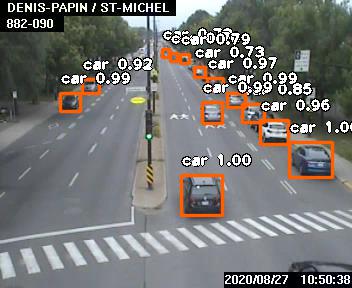 DENIS-PAPIN / ST-MICHEL
882-090
0.79
car 0.73
car 0.92
car 0.97
car 0.99
car 0.99
0.99
0.85
car 0.96
car 1.00
car 1.00
2020/08/27 10:50:38